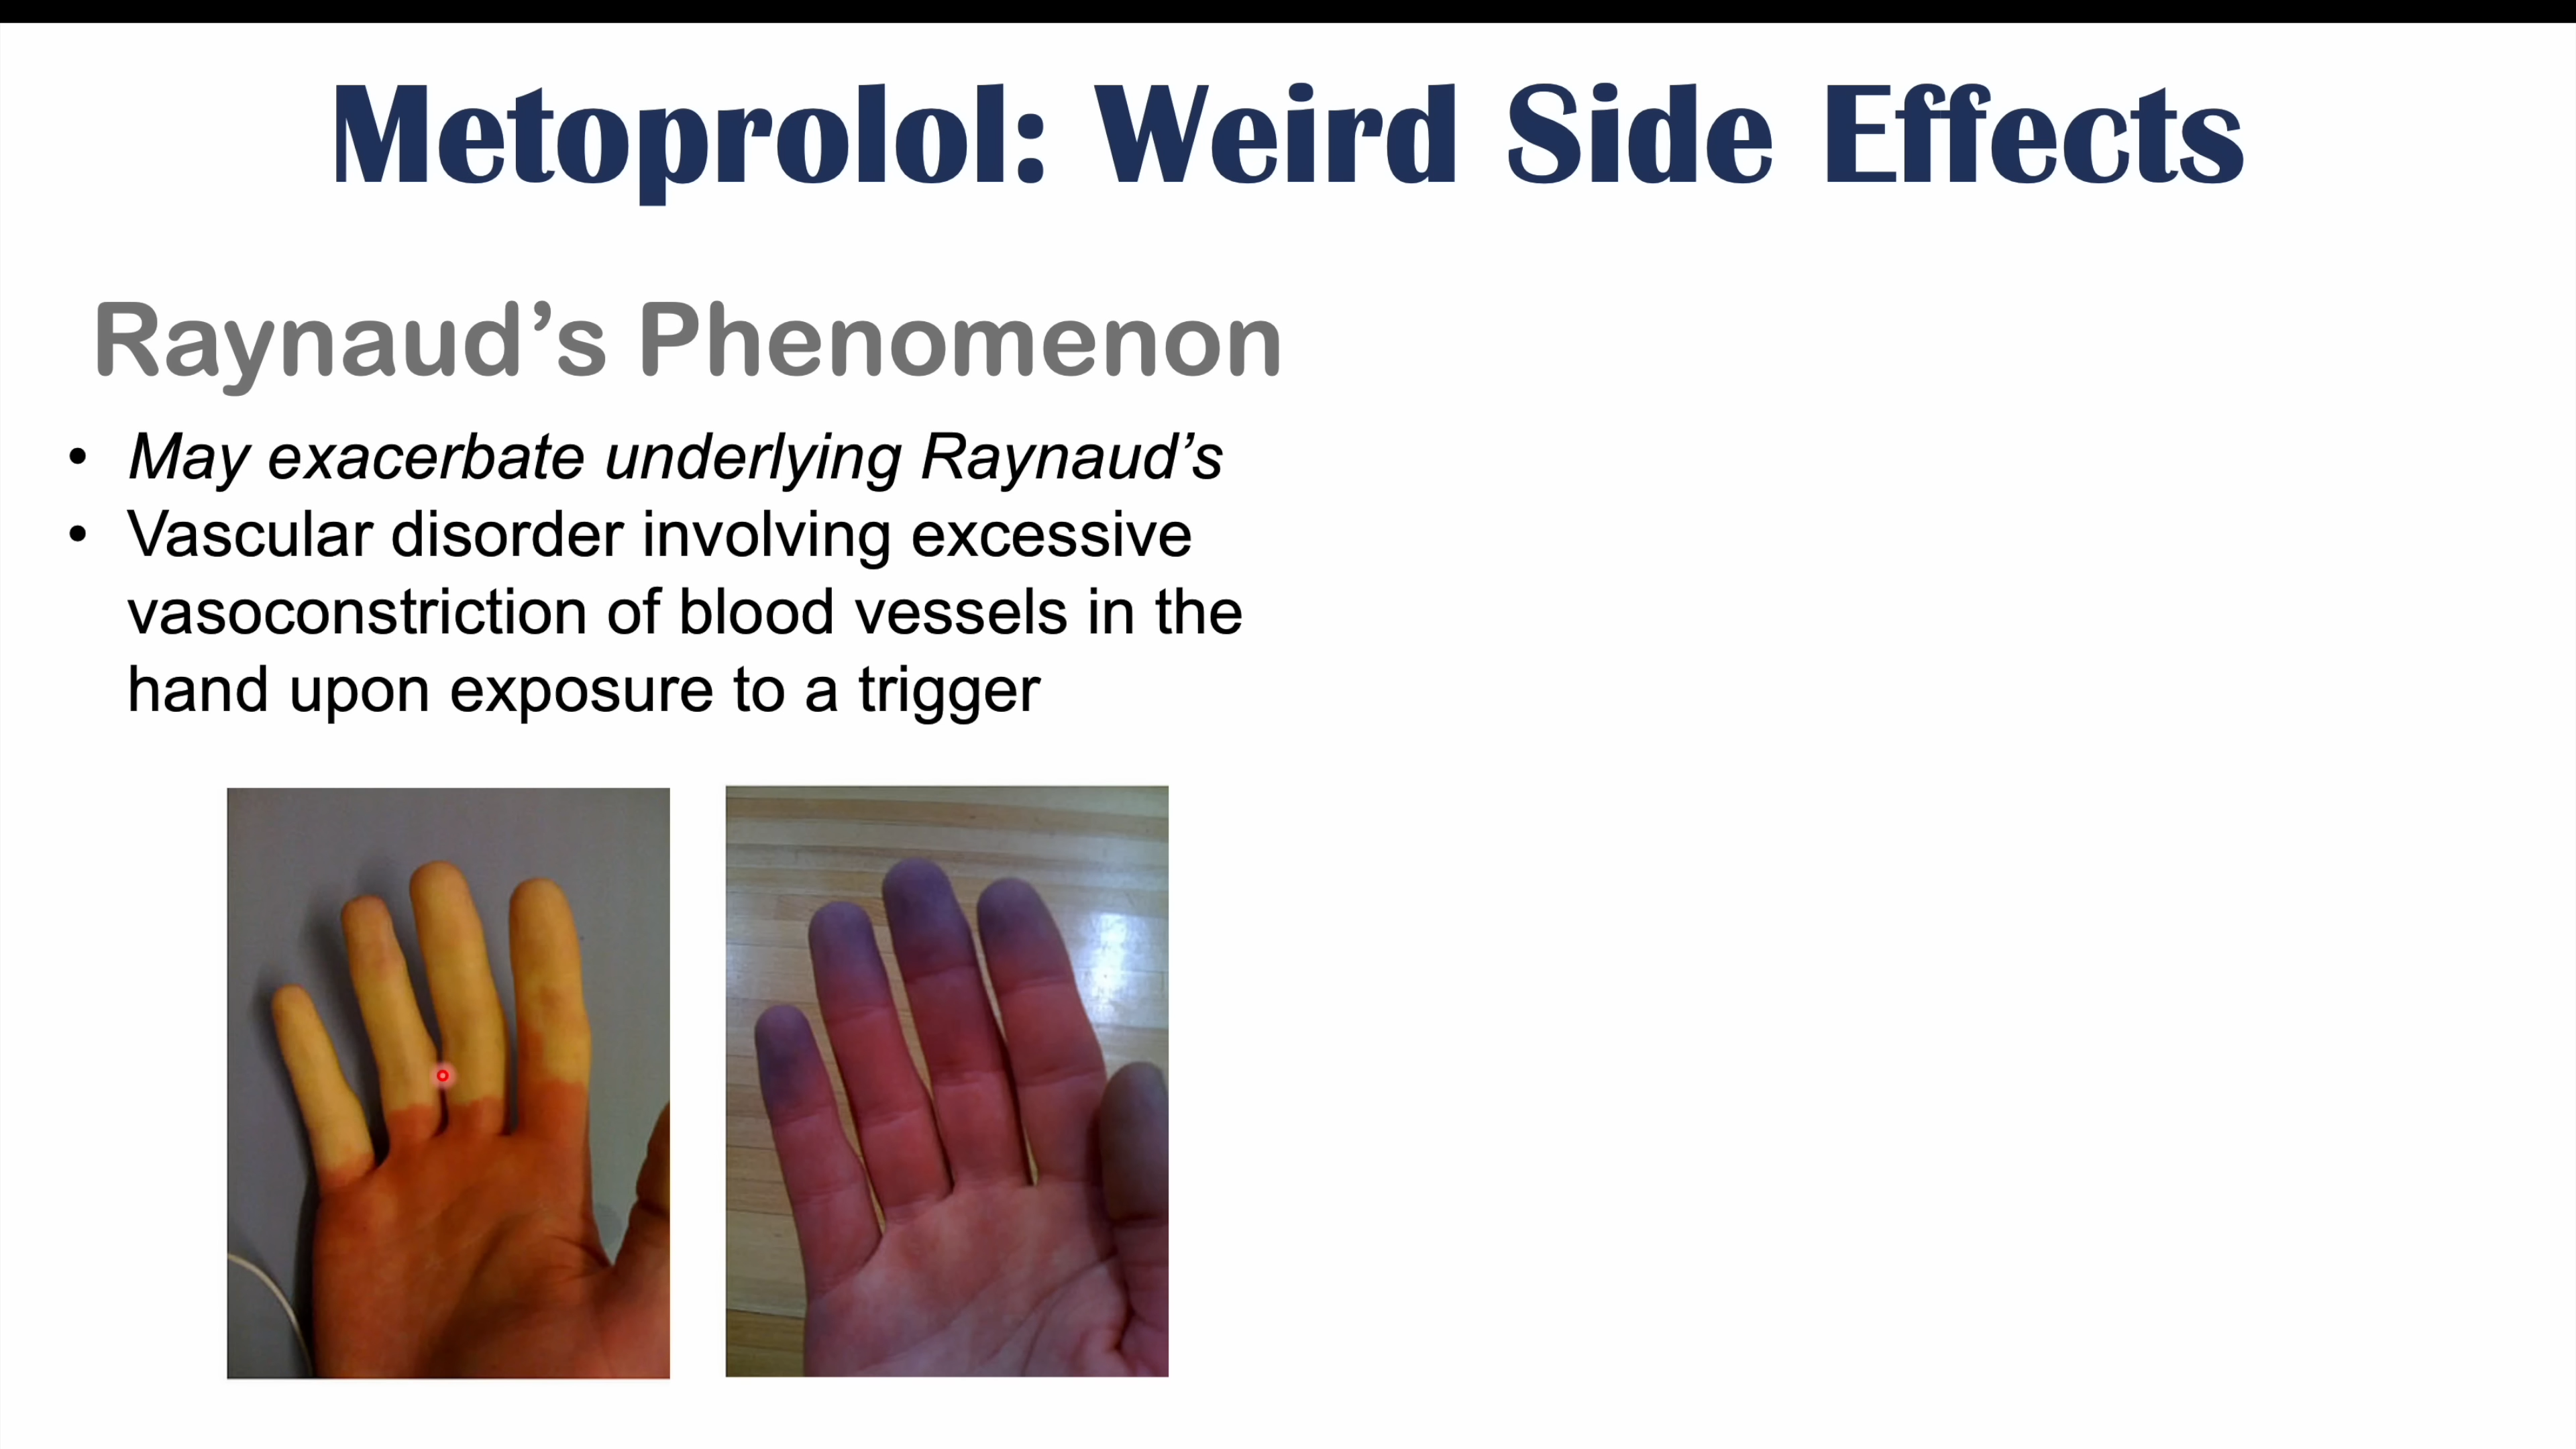 Metoprolol: Weird Side Effects
Raynaud’s Phenomenon
• May exacerbate underlying Raynaud’s
• Vascular disorder involving excessive
vasoconstriction of blood vessels in the
hand upon exposure to a trigger